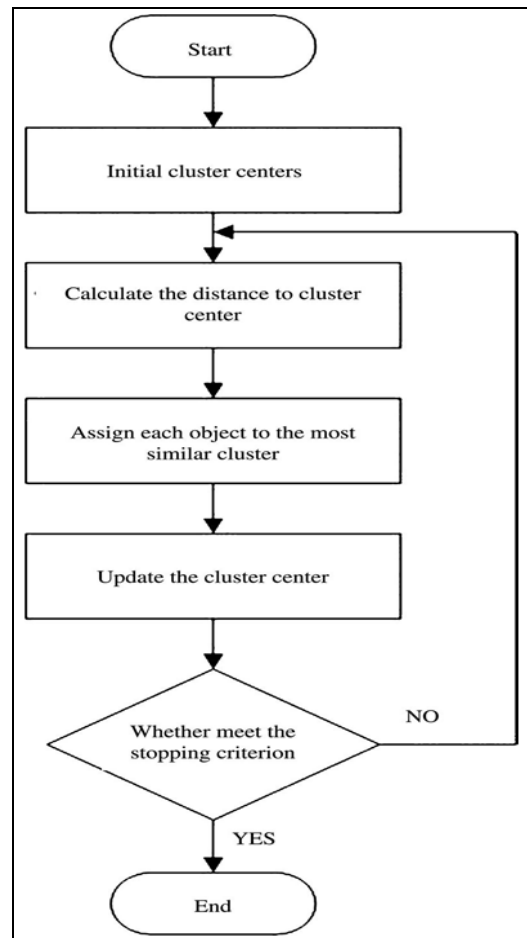 Start
Initial cluster centers
Calculate the distance to cluster
center
Assign each object to the most
similar cluster
Update the cluster center
Whether meet the
stopping criterion
NO
YES
End